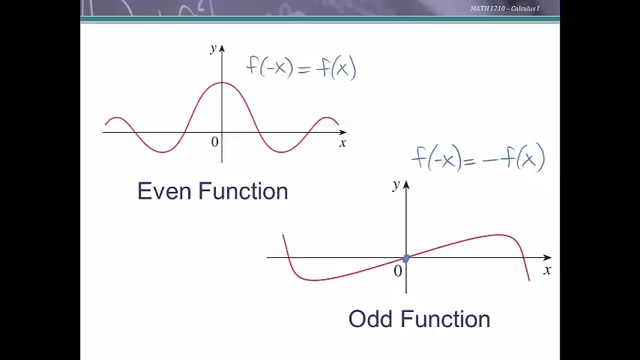 MATH 1210 – Calculus I
y
f(-x) = f(x)
0
x
Even Function
f(-x) = -f(x)
y
0
x
Odd Function